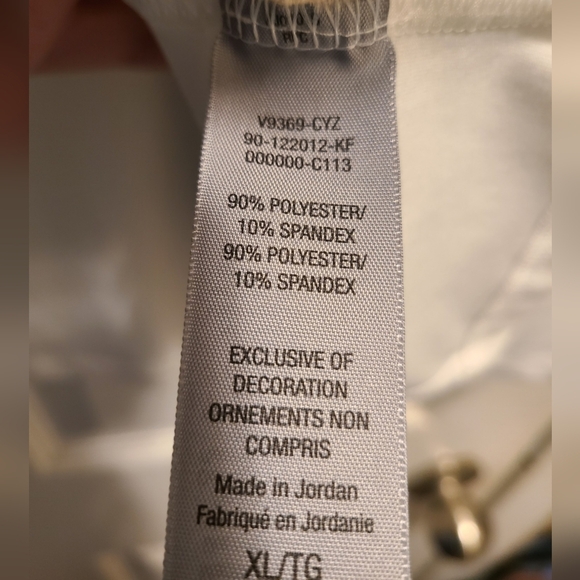 V9369-CYZ
90-122012-KF
000000-C113
90% POLYESTER/
10% SPANDEX
90% POLYESTER/
10% SPANDEX
EXCLUSIVE OF
DECORATION
ORNEMENTS NON
COMPRIS
Made in Jordan
Fabriqué en Jordanie
XL/TG